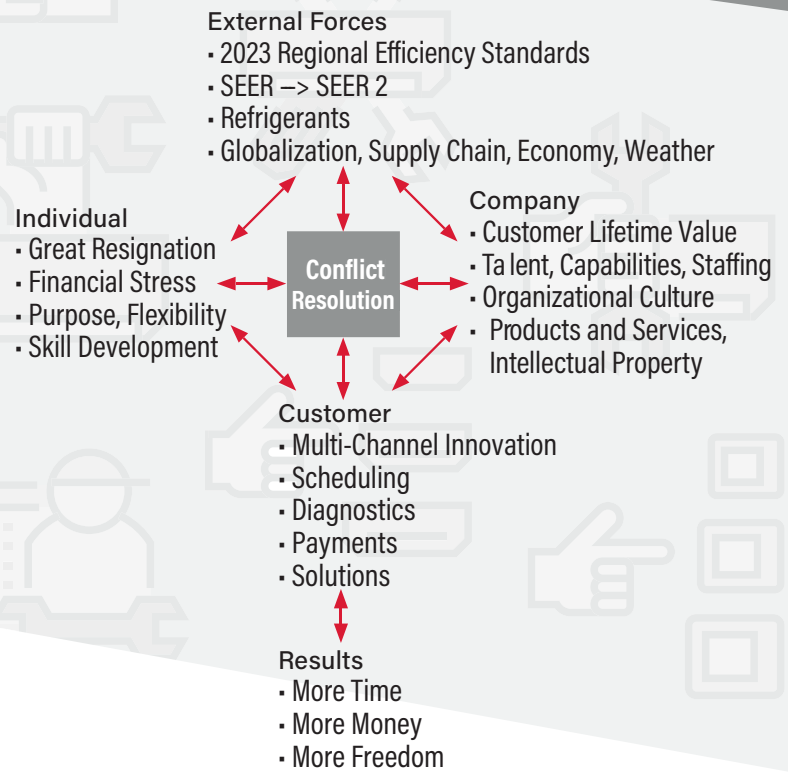 External Forces
• 2023 Regional Efficiency Standards
• SEER –> SEER 2
• Refrigerants
• Globalization, Supply Chain, Economy, Weather
Individual
• Great Resignation
• Financial Stress
• Purpose, Flexibility
• Skill Development
Conflict
Resolution
Company
• Customer Lifetime Value
• Talent, Capabilities, Staffing
• Organizational Culture
• Products and Services,
Intellectual Property
Customer
• Multi-Channel Innovation
• Scheduling
• Diagnostics
• Payments
• Solutions
Results
• More Time
• More Money
• More Freedom